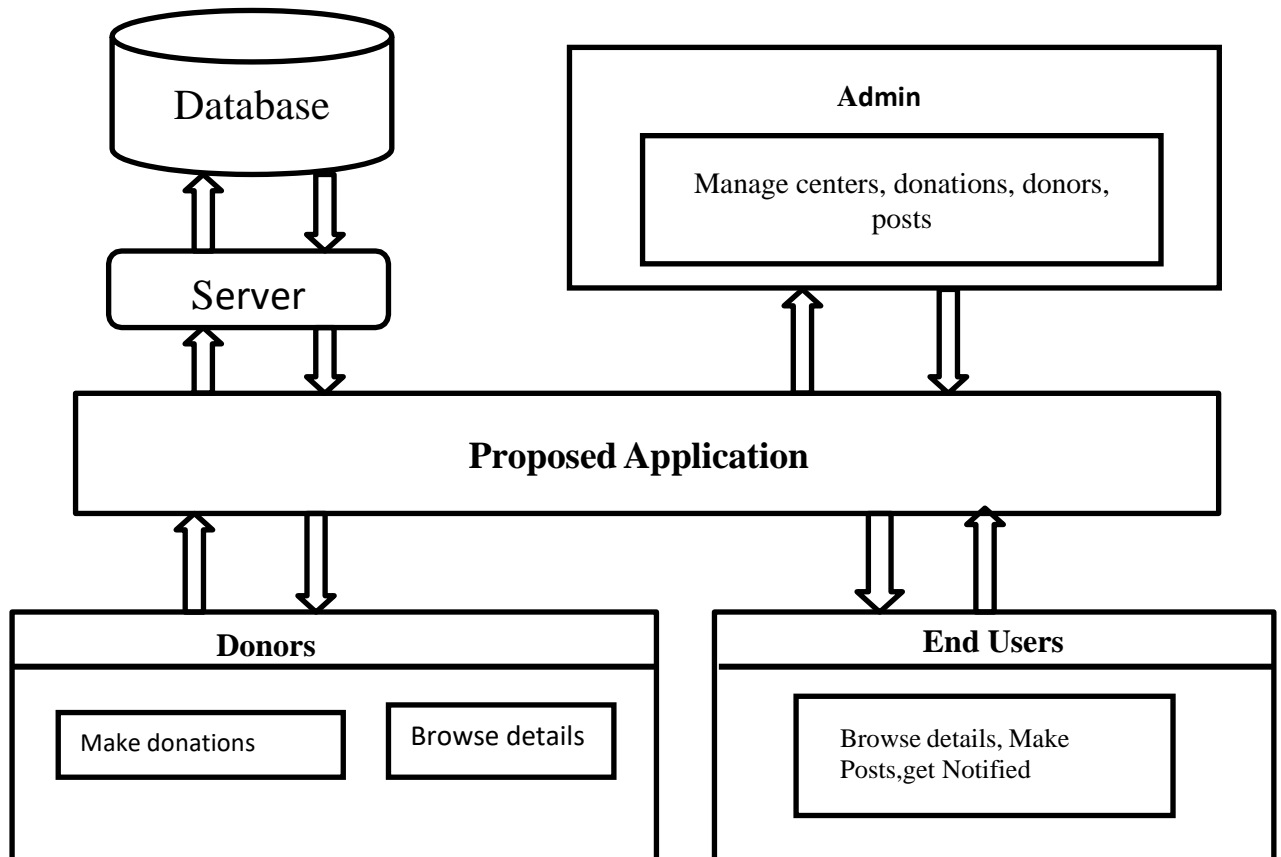 Database
Admin
Manage centers, donations, donors,
posts
Server
Proposed Application
Donors
Make donations
Browse details
End Users
Browse details, Make
Posts,get Notified